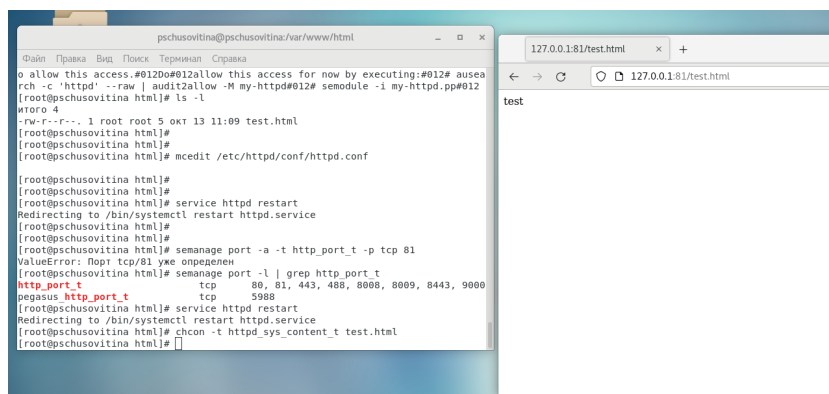 pschusovitina@pschusovitina:/var/www/html
Файл Правка Вид Поиск Терминал Справка
o allow this access.#012Do#012allow this access for now by executing:#012# ausea
rch -c 'httpd' --raw | audit2allow -M my-httpd#012# semodule -i my-httpd.pp#012
[root@pschusovitina html]# ls -l
итого 4
-rw-r--r--. 1 root root 5 окт 13 11:09 test.html
[root@pschusovitina html]#
[root@pschusovitina html]#
[root@pschusovitina html]# mcedit /etc/httpd/conf/httpd.conf
[root@pschusovitina html]#
[root@pschusovitina html]#
[root@pschusovitina html]# service httpd restart
Redirecting to /bin/systemctl restart httpd.service
[root@pschusovitina html]#
[root@pschusovitina html]#
[root@pschusovitina html]# semanage port -a -t http_port_t -p tcp 81
ValueError: Порт tcp/81 уже определен
[root@pschusovitina html]# semanage port -l | grep http_port_t
http_port_t tcp 80, 81, 443, 488, 8008, 8009, 8443, 9000
pegasus_http_port_t tcp 5988
[root@pschusovitina html]# service httpd restart
Redirecting to /bin/systemctl restart httpd.service
[root@pschusovitina html]# chcon -t httpd_sys_content_t test.html
[root@pschusovitina html]#
127.0.0.1:81/test.html
127.0.0.1:81/test.html
test